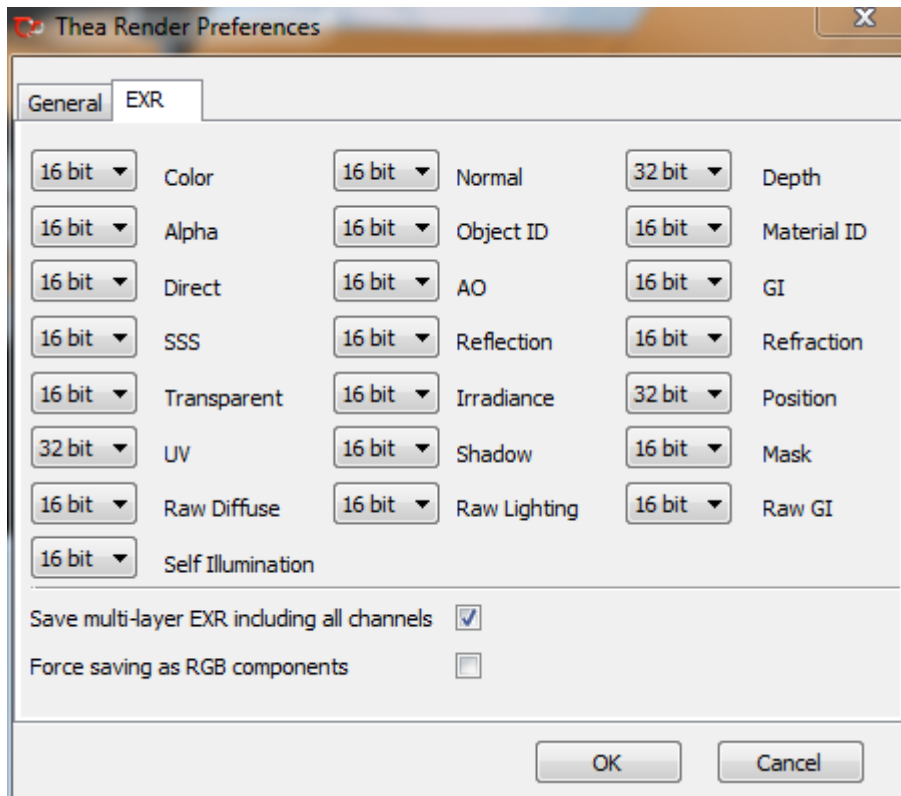 Thea Render Preferences
General EXR
16 bit Color 16 bit Normal 32 bit Depth
16 bit Alpha 16 bit Object ID 16 bit Material ID
16 bit Direct 16 bit AO 16 bit GI
16 bit SSS 16 bit Reflection 16 bit Refraction
16 bit Transparent 16 bit Irradiance 32 bit Position
32 bit UV 16 bit Shadow 16 bit Mask
16 bit Raw Diffuse 16 bit Raw Lighting 16 bit Raw GI
16 bit Self Illumination
Save multi-layer EXR including all channels
Force saving as RGB components
OK Cancel